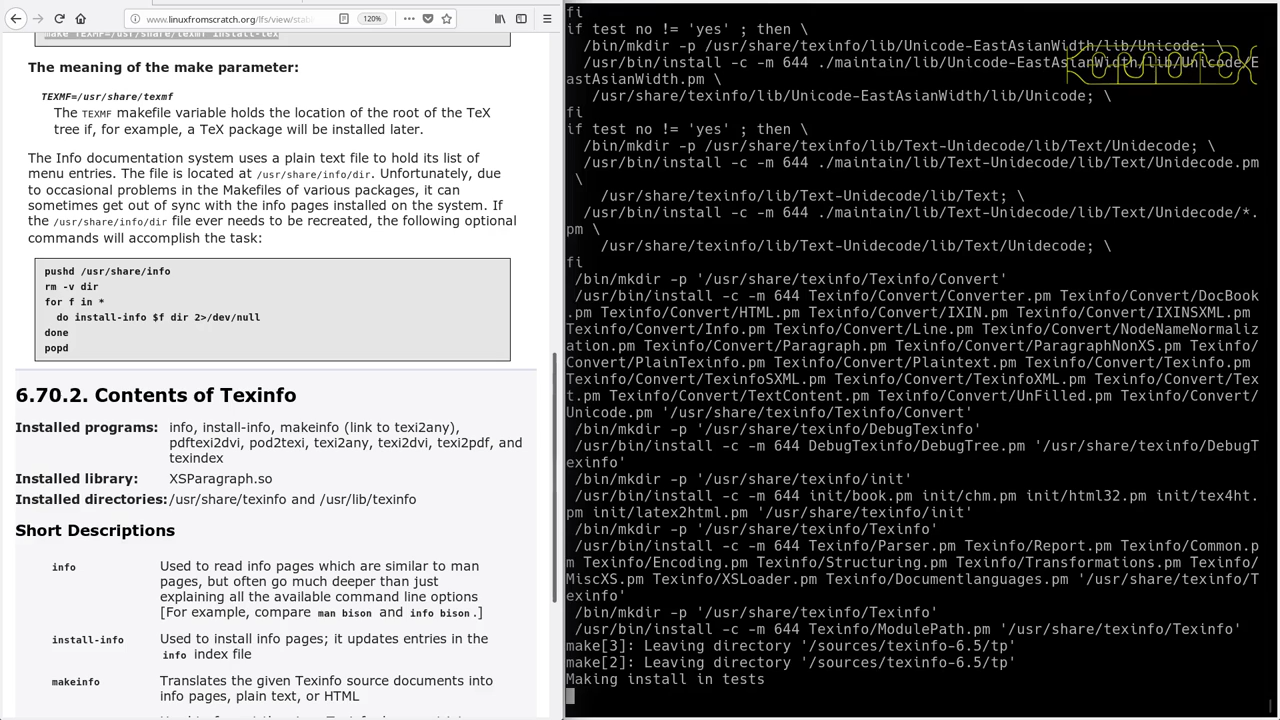 www.linuxfromscratch.org/lfs/view/stab
120%
make TEXMF=/usr/share/texmf install-tex
The meaning of the make parameter:
TEXMF=/usr/share/texmf
The TEXMF makefile variable holds the location of the root of the TeX
tree if, for example, a TeX package will be installed later.
The Info documentation system uses a plain text file to hold its list of
menu entries. The file is located at /usr/share/info/dir. Unfortunately, due
to occasional problems in the Makefiles of various packages, it can
sometimes get out of sync with the info pages installed on the system. If
the /usr/share/info/dir file ever needs to be recreated, the following optional
commands will accomplish the task:
pushd /usr/share/info
rm -v dir
for f in *
do install-info $f dir 2>/dev/null
done
popd
6.70.2. Contents of Texinfo
Installed programs: info, install-info, makeinfo (link to texi2any),
pdftexi2dvi, pod2texi, texi2any, texi2dvi, texi2pdf, and
texindex
Installed library: XSParagraph.so
Installed directories: /usr/share/texinfo and /usr/lib/texinfo
Short Descriptions
info Used to read info pages which are similar to man
pages, but often go much deeper than just
explaining all the available command line options
[For example, compare man bison and info bison.]
install-info Used to install info pages; it updates entries in the
info index file
makeinfo Translates the given Texinfo source documents into
info pages, plain text, or HTML
fi
if test no != 'yes' ; then \
/bin/mkdir -p /usr/share/texinfo/lib/Unicode-EastAsianWidth/lib/Unicode; \
/usr/bin/install -c -m 644 ./maintain/lib/Unicode-EastAsianWidth/lib/Unicode/E
astAsianWidth.pm \
/usr/share/texinfo/lib/Unicode-EastAsianWidth/lib/Unicode; \
fi
if test no != 'yes' ; then \
/bin/mkdir -p /usr/share/texinfo/lib/Text-Unidecode/lib/Text/Unidecode; \
/usr/bin/install -c -m 644 ./maintain/lib/Text-Unidecode/lib/Text/Unidecode.pm
\
/usr/share/texinfo/lib/Text-Unidecode/lib/Text; \
/usr/bin/install -c -m 644 ./maintain/lib/Text-Unidecode/lib/Text/Unidecode/*.
pm \
/usr/share/texinfo/lib/Text-Unidecode/lib/Text/Unidecode; \
fi
/bin/mkdir -p '/usr/share/texinfo/Texinfo/Convert'
/usr/bin/install -c -m 644 Texinfo/Convert/Converter.pm Texinfo/Convert/DocBook
.pm Texinfo/Convert/HTML.pm Texinfo/Convert/IXIN.pm Texinfo/Convert/IXINSXML.pm
Texinfo/Convert/Info.pm Texinfo/Convert/Line.pm Texinfo/Convert/NodeNameNormaliz
ation.pm Texinfo/Convert/Paragraph.pm Texinfo/Convert/ParagraphNonXS.pm Texinfo/
Convert/PlainTexinfo.pm Texinfo/Convert/Plaintext.pm Texinfo/Convert/Texinfo.pm
Texinfo/Convert/TexinfoSXML.pm Texinfo/Convert/TexinfoXML.pm Texinfo/Convert/Tex
t.pm Texinfo/Convert/TextContent.pm Texinfo/Convert/UnFilled.pm Texinfo/Convert/
Unicode.pm '/usr/share/texinfo/Texinfo/Convert'
/bin/mkdir -p '/usr/share/texinfo/DebugTexinfo'
/usr/bin/install -c -m 644 DebugTexinfo/DebugTree.pm '/usr/share/texinfo/DebugT
exinfo'
/bin/mkdir -p '/usr/share/texinfo/init'
/usr/bin/install -c -m 644 init/book.pm init/chm.pm init/html32.pm init/tex4ht.
pm init/latex2html.pm '/usr/share/texinfo/init'
/bin/mkdir -p '/usr/share/texinfo/Texinfo'
/usr/bin/install -c -m 644 Texinfo/Parser.pm Texinfo/Report.pm Texinfo/Common.p
m Texinfo/Encoding.pm Texinfo/Structuring.pm Texinfo/Transformations.pm Texinfo/
MiscXS.pm Texinfo/XSLoader.pm Texinfo/Documentlanguages.pm '/usr/share/texinfo/T
exinfo'
/bin/mkdir -p '/usr/share/texinfo/Texinfo'
/usr/bin/install -c -m 644 Texinfo/ModulePath.pm '/usr/share/texinfo/Texinfo'
make[3]: Leaving directory '/sources/texinfo-6.5/tp'
make[2]: Leaving directory '/sources/texinfo-6.5/tp'
Making install in tests